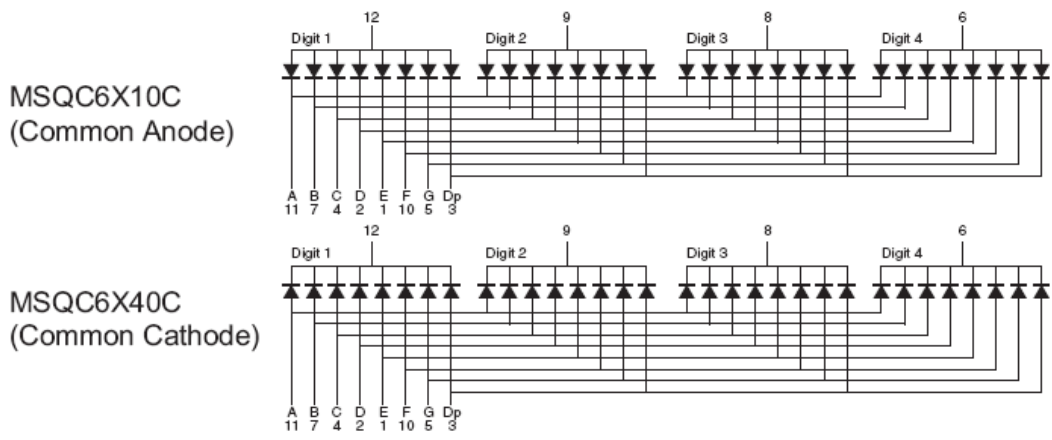 12 9 8 6
Digit 1 Digit 2 Digit 3 Digit 4
MSQC6X10C
(Common Anode)
A B C D E F G Dp
11 7 4 2 1 10 5 3
12 9 8 6
Digit 1 Digit 2 Digit 3 Digit 4
MSQC6X40C
(Common Cathode)
A B C D E F G Dp
11 7 4 2 1 10 5 3